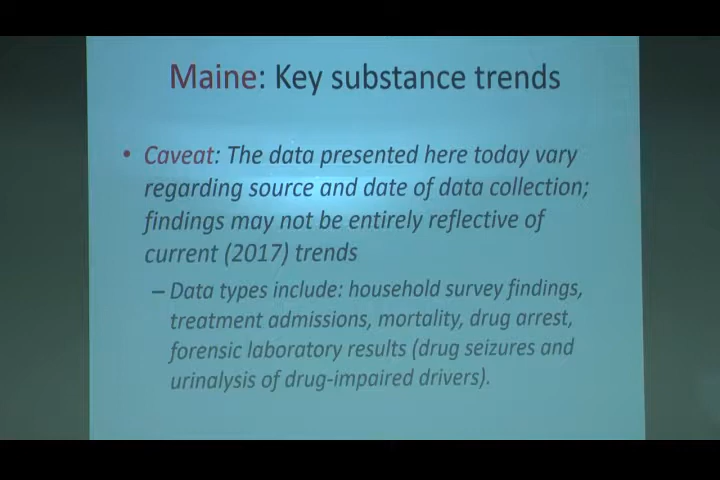 Maine: Key substance trends
• Caveat: The data presented here today vary
regarding source and date of data collection;
findings may not be entirely reflective of
current (2017) trends
– Data types include: household survey findings,
treatment admissions, mortality, drug arrest,
forensic laboratory results (drug seizures and
urinalysis of drug-impaired drivers).